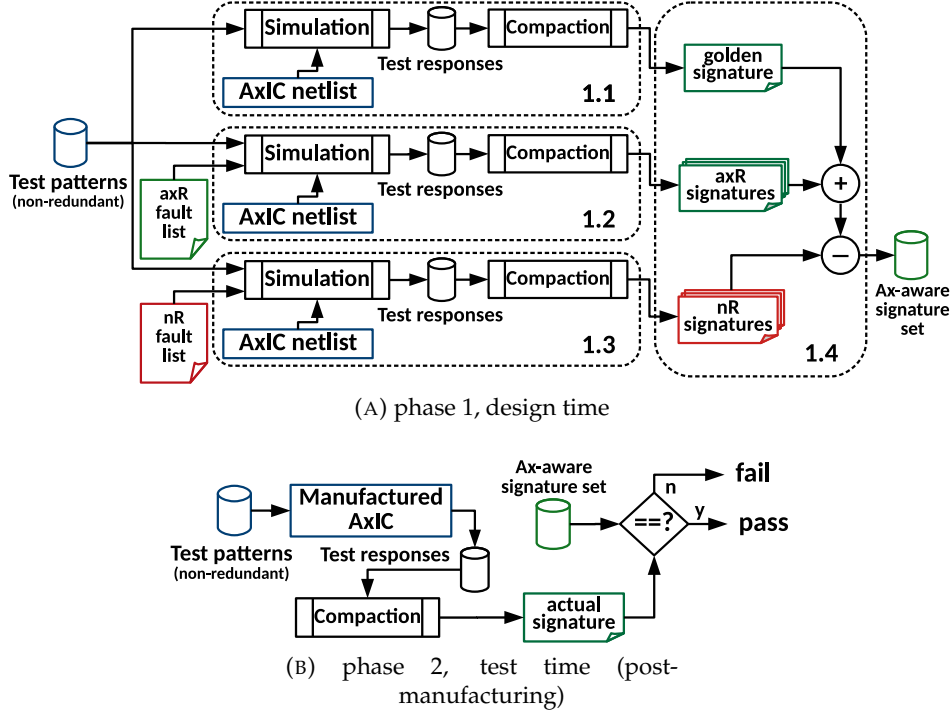 Simulation
Test responses
Compaction
AxIC netlist
1.1
golden
signature
Test patterns
(non-redundant)
axR
fault
list
Simulation
Test responses
Compaction
AxIC netlist
1.2
axR
signatures
+
−
nR
fault
list
Simulation
Test responses
Compaction
AxIC netlist
1.3
nR
signatures
1.4
Ax-aware
signature
set
(A) phase 1, design time
Test patterns
(non-redundant)
Manufactured
AxIC
Test responses
Compaction
actual
signature
Ax-aware
signature set
==?
n
fail
y
pass
(B) phase 2, test time (post-
manufacturing)